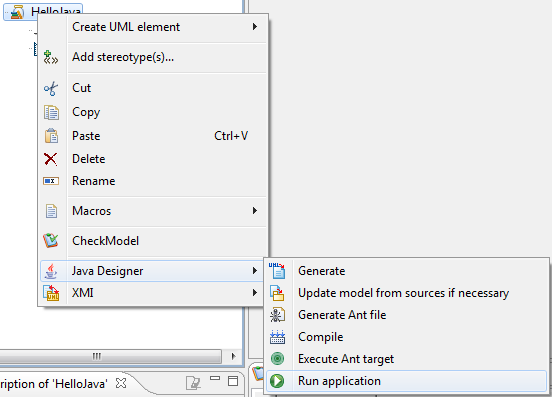 HelloJava
Create UML element
Add stereotype(s)...
Cut
Copy
Paste Ctrl+V
Delete
Rename
Macros
CheckModel
Java Designer
XMI
Generate
Update model from sources if necessary
Generate Ant file
Compile
Execute Ant target
Run application
ription of 'HelloJava'